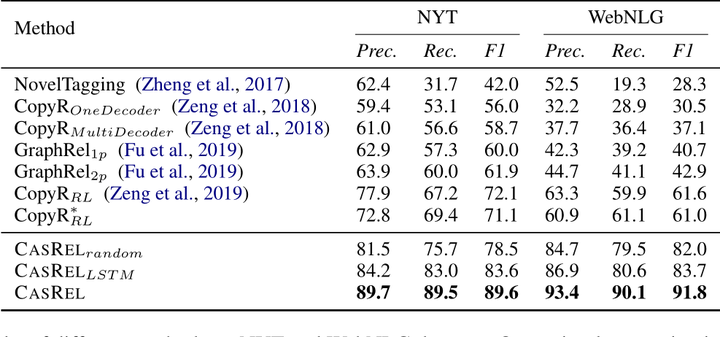 Method NYT WebNLG
Prec. Rec. F1 Prec. Rec. F1
NovelTagging (Zheng et al., 2017) 62.4 31.7 42.0 52.5 19.3 28.3
CopyR OneDecoder (Zeng et al., 2018) 59.4 53.1 56.0 32.2 28.9 30.5
CopyR MultiDecoder (Zeng et al., 2018) 61.0 56.6 58.7 37.7 36.4 37.1
GraphRel 1p (Fu et al., 2019) 62.9 57.3 60.0 42.3 39.2 40.7
GraphRel 2p (Fu et al., 2019) 63.9 60.0 61.9 44.7 41.1 42.9
CopyR RL (Zeng et al., 2019) 77.9 67.2 72.1 63.3 59.9 61.6
CopyR* RL 72.8 69.4 71.1 60.9 61.1 61.0
CASREL random 81.5 75.7 78.5 84.7 79.5 82.0
CASREL LSTM 84.2 83.0 83.6 86.9 80.6 83.7
CASREL 89.7 89.5 89.6 93.4 90.1 91.8